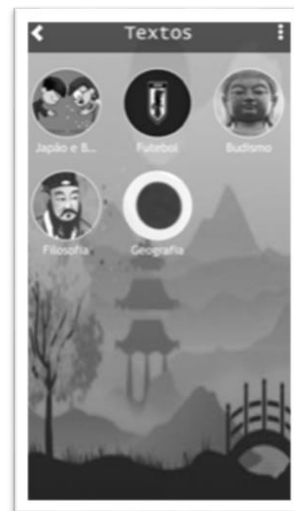 Textos
Japão e B...
Futebol
Budismo
Filosofia
Geografia